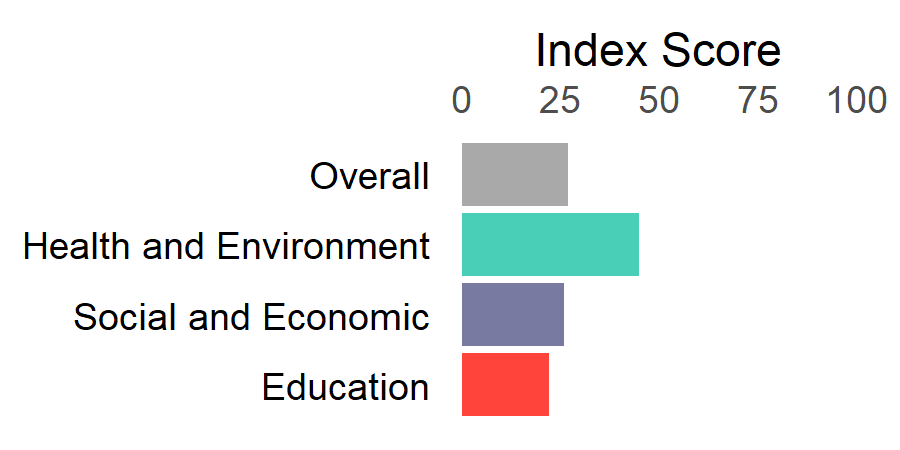 Index Score
0 25 50 75 100
Overall
Health and Environment
Social and Economic
Education